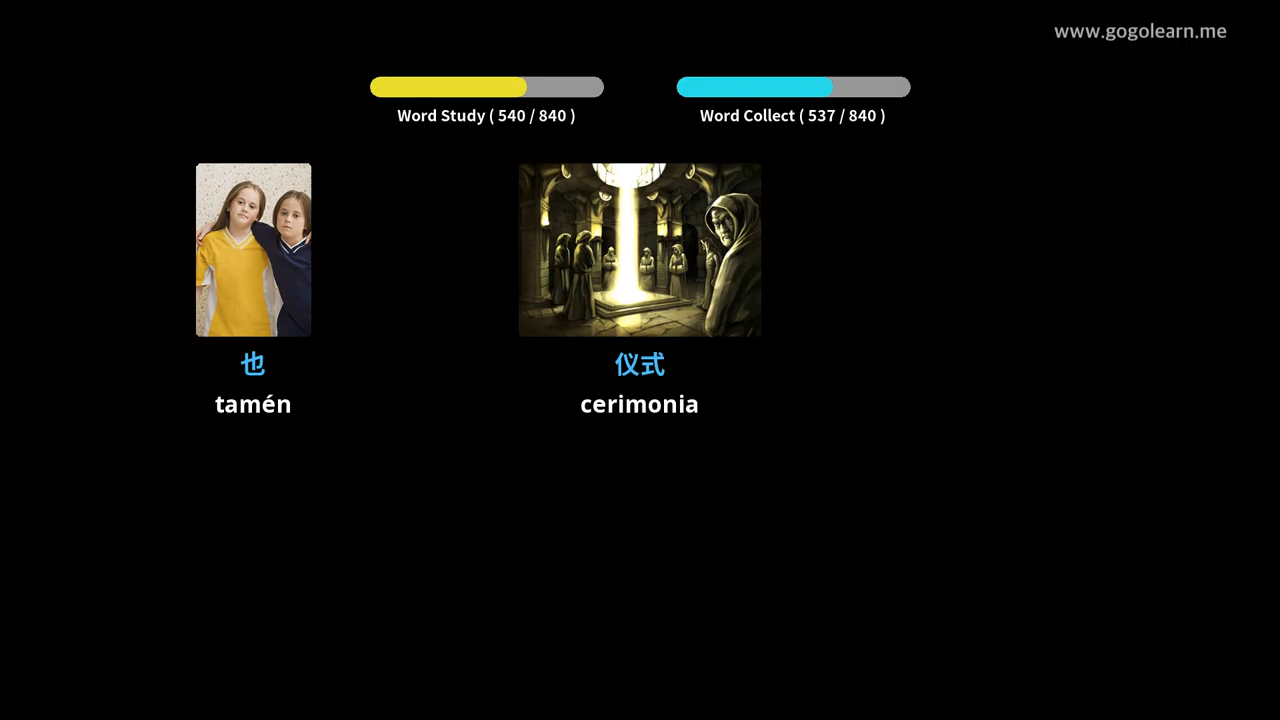 www.gogolearn.me
Word Study ( 540 / 840 )
Word Collect ( 537 / 840 )
也
仪式
tamén
cerimonia